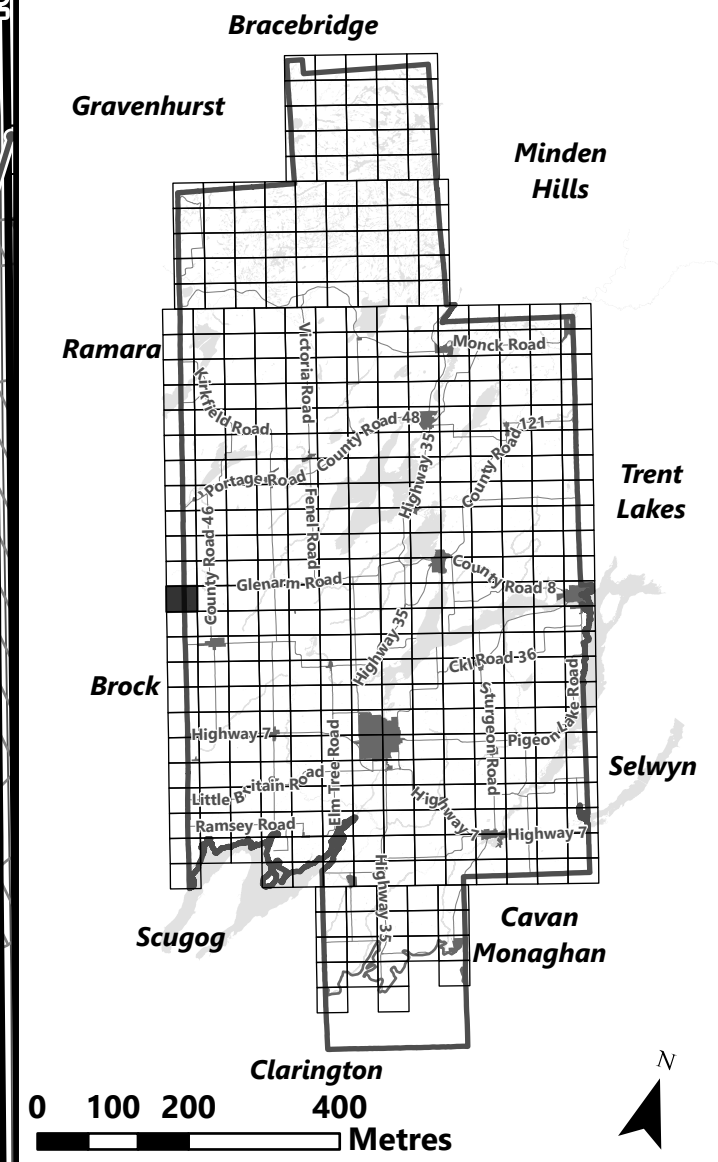 Bracebridge
Gravenhurst
Minden
Hills
Ramara
Monck Road
Victoria Road
Kirkfield Road
County Road 48
121
Highway 35
County Road
Trent
Lakes
Portage Road
Fenel Road
County Road 46
Glenarm Road
County Road 8
Highway 35
Ckl Road 36
Brock
Sturgeon Road
Pigeon Lake Road
Highway 7
Elm Tree Road
Selwyn
Little Britain Road
Ramsey Road
Highway 7
Highway 7
Highway 35
Scugog
Cavan
Monaghan
Clarington
N
0 100 200 400
Metres